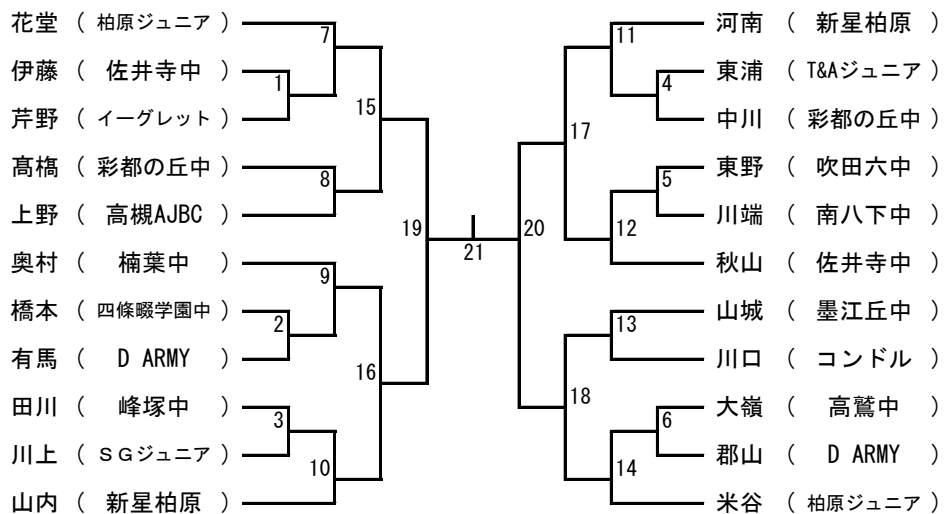 花堂 ( 柏原ジュニア )
伊藤 ( 佐井寺中 )
芹野 ( イーグレット )
髙橋 ( 彩都の丘中 )
上野 ( 高槻AJBC )
奥村 ( 楠葉中 )
橋本 ( 四條畷学園中 )
有馬 ( D ARMY )
田川 ( 峰塚中 )
川上 ( SGジュニア )
山内 ( 新星柏原 )
7
1
15
8
19
9
2
16
3
10
21
20
11
4
17
5
12
13
18
6
14
河南 ( 新星柏原 )
東浦 ( T&Aジュニア )
中川 ( 彩都の丘中 )
東野 ( 吹田六中 )
川端 ( 南八下中 )
秋山 ( 佐井寺中 )
山城 ( 墨江丘中 )
川口 ( コンドル )
大嶺 ( 高鷲中 )
郡山 ( D ARMY )
米谷 ( 柏原ジュニア )